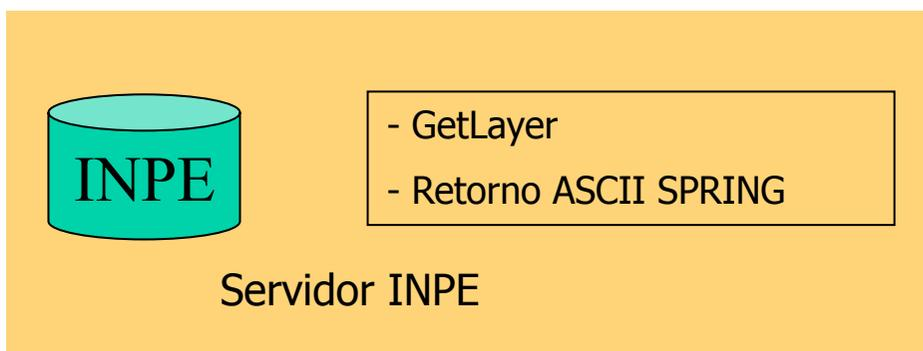 INPE
- GetLayer
- Retorno ASCII SPRING
Servidor INPE